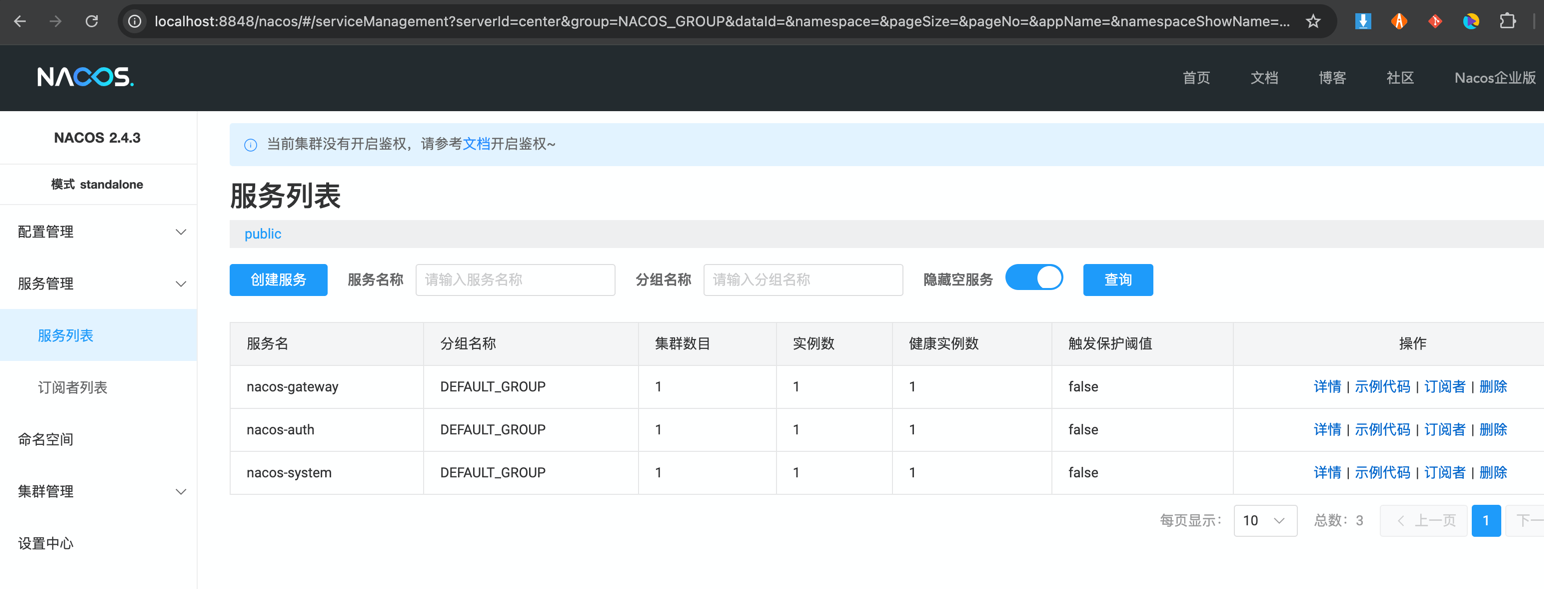 localhost:8848/nacos/#/serviceManagement?serverId=center&group=NACOS_GROUP&dataId=&namespace=&pageSize=&pageNo=&appName=&namespaceShowName=...
NACOS. 首页 文档 博客 社区 Nacos企业版
NACOS 2.4.3
模式 standalone
配置管理
服务管理
服务列表
订阅者列表
命名空间
集群管理
设置中心
当前集群没有开启鉴权，请参考文档开启鉴权~
服务列表
public
创建服务 服务名称 请输入服务名称 分组名称 请输入分组名称 隐藏空服务 查询
服务名 分组名称 集群数目 实例数 健康实例数 触发保护阈值 操作
nacos-gateway DEFAULT_GROUP 1 1 1 false 详情 | 示例代码 | 订阅者 | 删除
nacos-auth DEFAULT_GROUP 1 1 1 false 详情 | 示例代码 | 订阅者 | 删除
nacos-system DEFAULT_GROUP 1 1 1 false 详情 | 示例代码 | 订阅者 | 删除
每页显示： 10 总数：3 上一页 1 下一